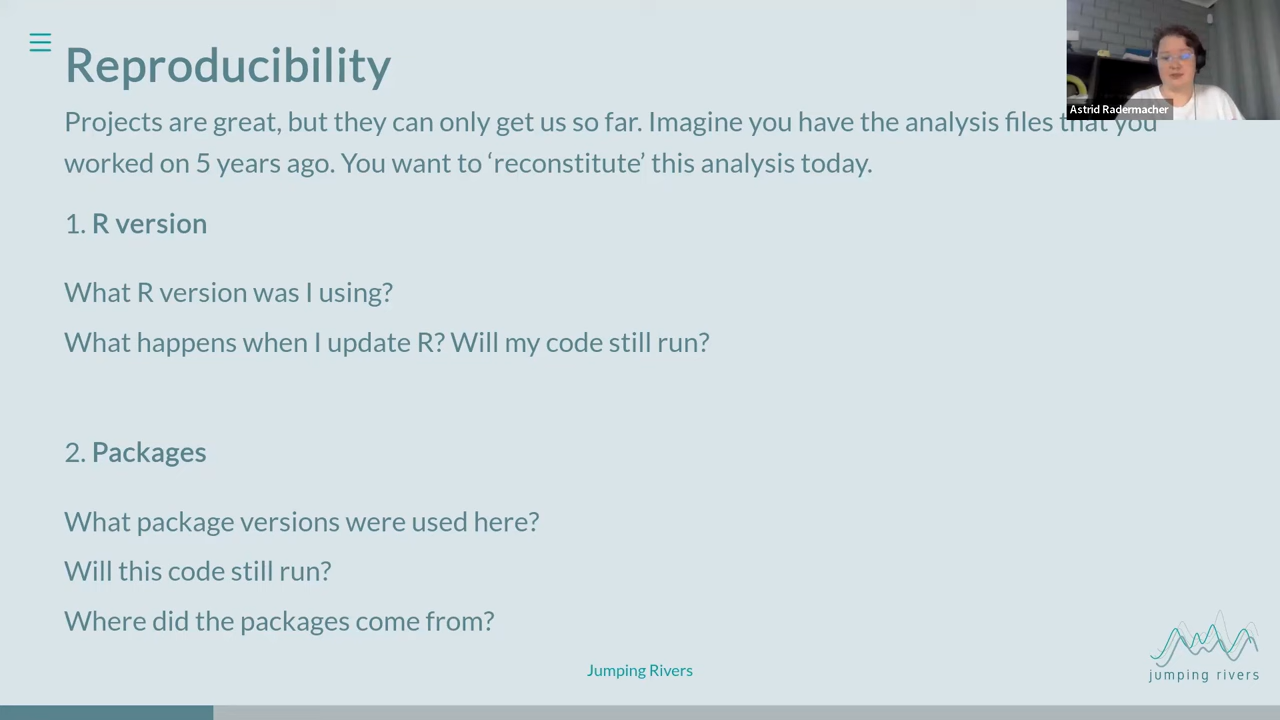 Reproducibility
Astrid Radermacher
Projects are great, but they can only get us so far. Imagine you have the analysis files that you
worked on 5 years ago. You want to ‘reconstitute’ this analysis today.
1. R version
What R version was I using?
What happens when I update R? Will my code still run?
2. Packages
What package versions were used here?
Will this code still run?
Where did the packages come from?
Jumping Rivers
jumping rivers